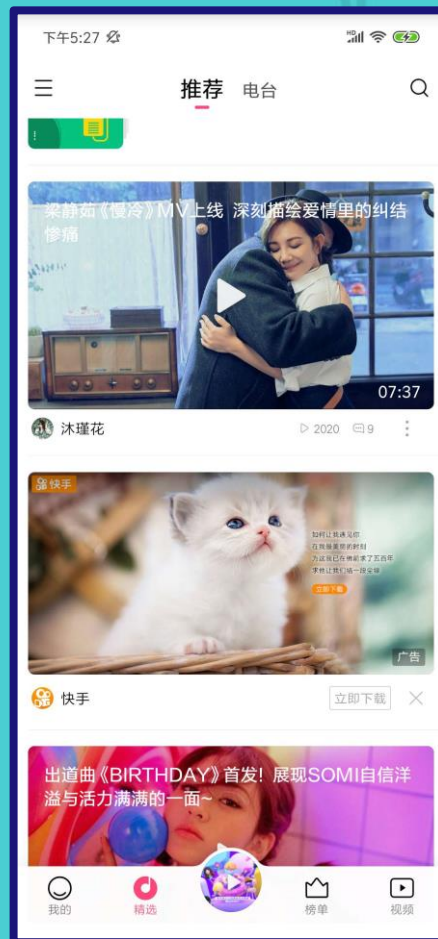 下午5:27
HD
推荐 电台
!
梁静茹《慢冷》MV上线 深刻描绘爱情里的纠结
惨痛
07:37
沐瑾花
2020
9
快手
如何让我遇见你
在我最美丽的时刻
为这我已在佛前求了五百年
求他让我们结一段尘缘
立即下载
广告
快手
立即下载
出道曲《BIRTHDAY》首发! 展现SOMI自信洋
溢与活力满满的一面~
我的
精选
榜单
视频